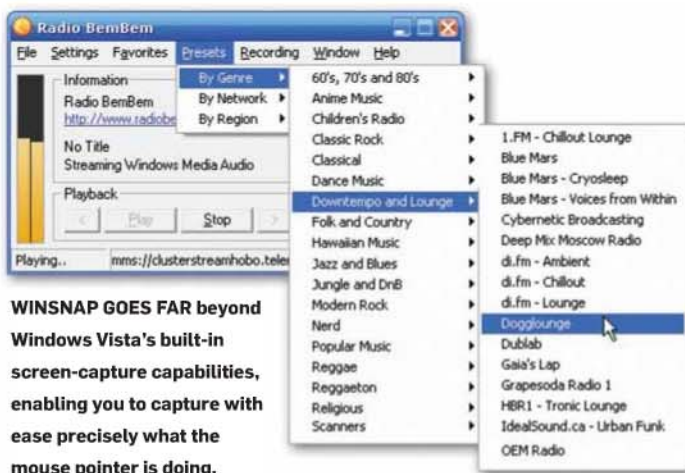 Radio BemBem
File Settings Favorites Presets Recording Window Help
Information
Radio BemBem
http://www.radiobe
No Title
Streaming Windows Media Audio
Playback
< Play Stop >
Playing.. mms://clusterstreamhobo.tele
By Genre
By Network
By Region
60's, 70's and 80's
Anime Music
Children's Radio
Classic Rock
Classical
Dance Music
Downtempo and Lounge
Folk and Country
Hawaiian Music
Jazz and Blues
Jungle and DnB
Modern Rock
Nerd
Popular Music
Reggae
Reggaeton
Religious
Scanners
1.FM - Chillout Lounge
Blue Mars
Blue Mars - Cryosleep
Blue Mars - Voices from Within
Cybernetic Broadcasting
Deep Mix Moscow Radio
di.fm - Ambient
di.fm - Chillout
di.fm - Lounge
Dogglounge
Dublab
Gaia's Lap
Grapesoda Radio 1
HBR1 - Tronic Lounge
IdealSound.ca - Urban Funk
OEM Radio
WINSNAP GOES FAR beyond
Windows Vista's built-in
screen-capture capabilities,
enabling you to capture with
ease precisely what the
mouse pointer is doing.